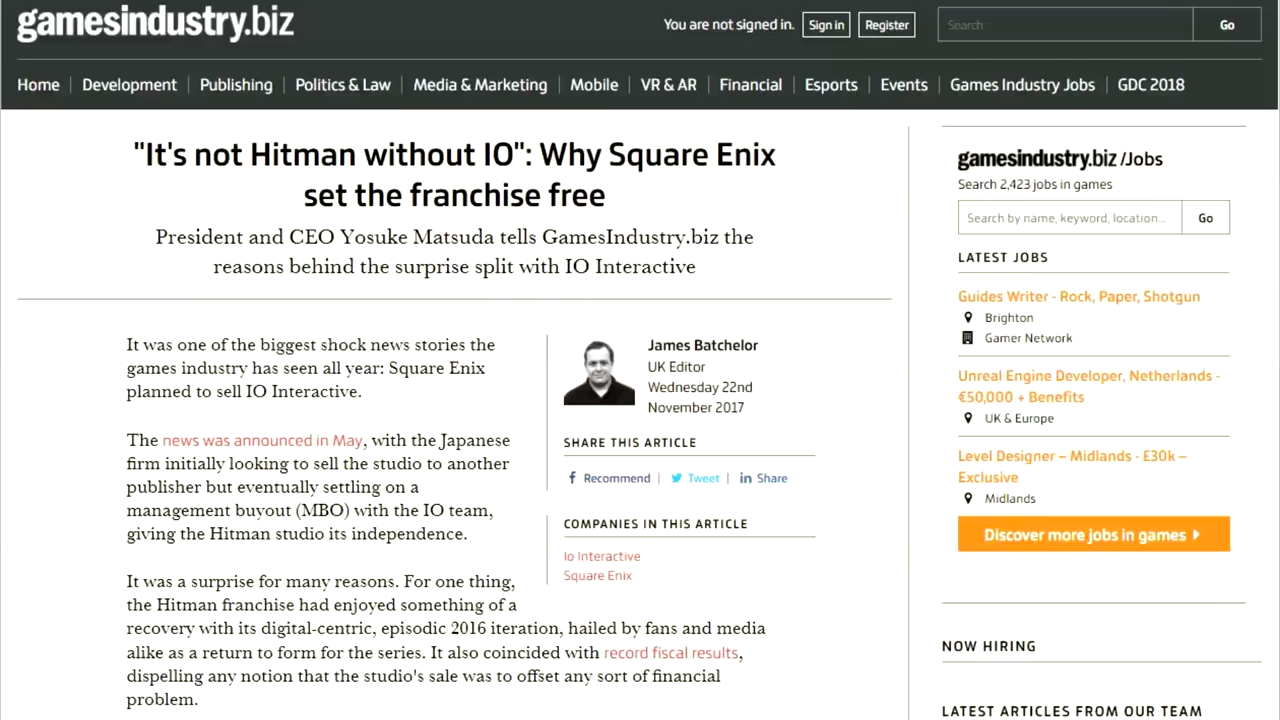 gamesindustry.biz
You are not signed in. Sign in Register Search Go
Home Development Publishing Politics & Law Media & Marketing Mobile VR & AR Financial Esports Events Games Industry Jobs GDC 2018
"It's not Hitman without IO": Why Square Enix
set the franchise free
President and CEO Yosuke Matsuda tells GamesIndustry.biz the
reasons behind the surprise split with IO Interactive
It was one of the biggest shock news stories the
games industry has seen all year: Square Enix
planned to sell IO Interactive.
The news was announced in May, with the Japanese
firm initially looking to sell the studio to another
publisher but eventually settling on a
management buyout (MBO) with the IO team,
giving the Hitman studio its independence.
It was a surprise for many reasons. For one thing,
the Hitman franchise had enjoyed something of a
recovery with its digital-centric, episodic 2016 iteration, hailed by fans and media
alike as a return to form for the series. It also coincided with record fiscal results,
dispelling any notion that the studio's sale was to offset any sort of financial
problem.
James Batchelor
UK Editor
Wednesday 22nd
November 2017
SHARE THIS ARTICLE
Recommend Tweet Share
COMPANIES IN THIS ARTICLE
Io Interactive
Square Enix
gamesindustry.biz /Jobs
Search 2,423 jobs in games
Search by name, keyword, location... Go
LATEST JOBS
Guides Writer - Rock, Paper, Shotgun
Brighton
Gamer Network
Unreal Engine Developer, Netherlands -
€50,000 + Benefits
UK & Europe
Level Designer – Midlands - £30k –
Exclusive
Midlands
Discover more jobs in games
NOW HIRING
LATEST ARTICLES FROM OUR TEAM